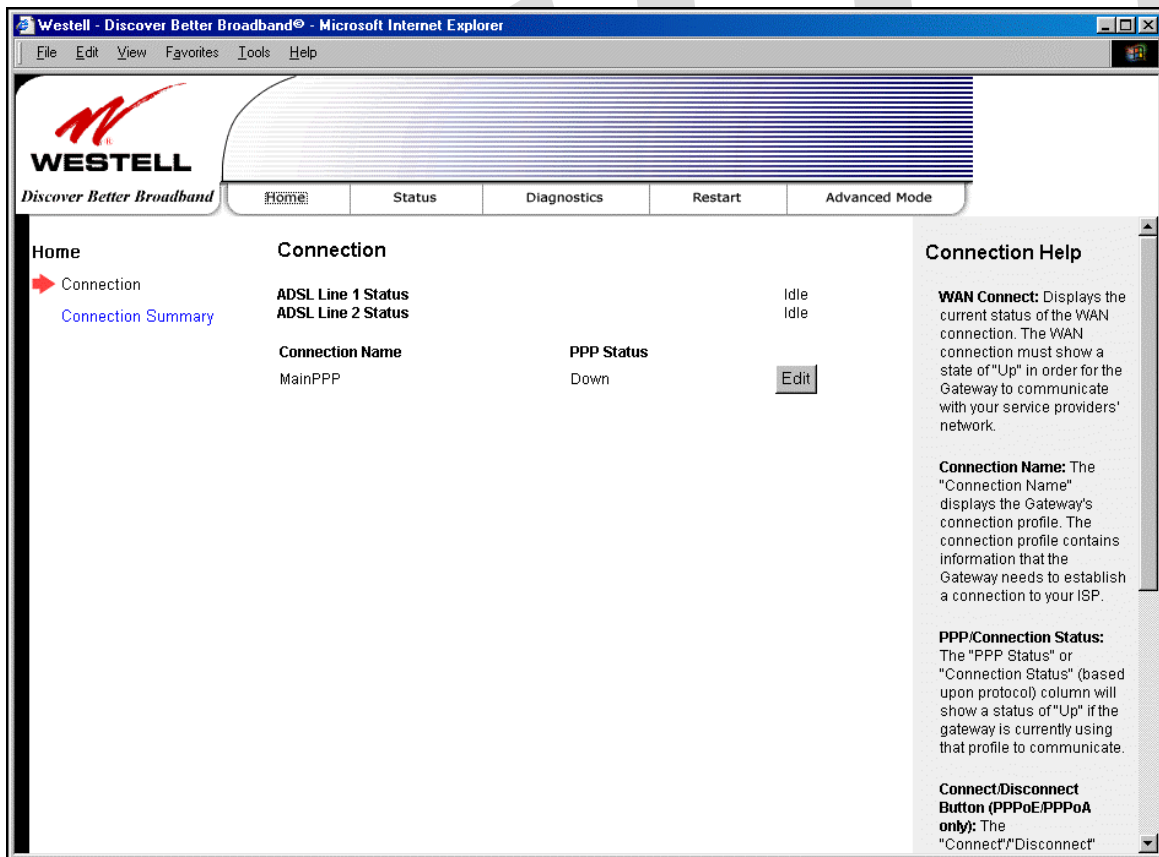 Westell - Discover Better Broadband® - Microsoft Internet Explorer
File Edit View Favorites Tools Help
WESTELL
Discover Better Broadband
Home Status Diagnostics Restart Advanced Mode
Home
Connection
Connection Summary
Connection
ADSL Line 1 Status Idle
ADSL Line 2 Status Idle
Connection Name PPP Status
MainPPP Down Edit
Connection Help
WAN Connect: Displays the
current status of the WAN
connection. The WAN
connection must show a
state of "Up" in order for the
Gateway to communicate
with your service providers'
network.
Connection Name: The
"Connection Name"
displays the Gateway's
connection profile. The
connection profile contains
information that the
Gateway needs to establish
a connection to your ISP.
PPP/Connection Status:
The "PPP Status" or
"Connection Status" (based
upon protocol) column will
show a status of "Up" if the
gateway is currently using
that profile to communicate.
Connect/Disconnect
Button (PPPoE/PPPoA
only): The
"Connect"/"Disconnect"